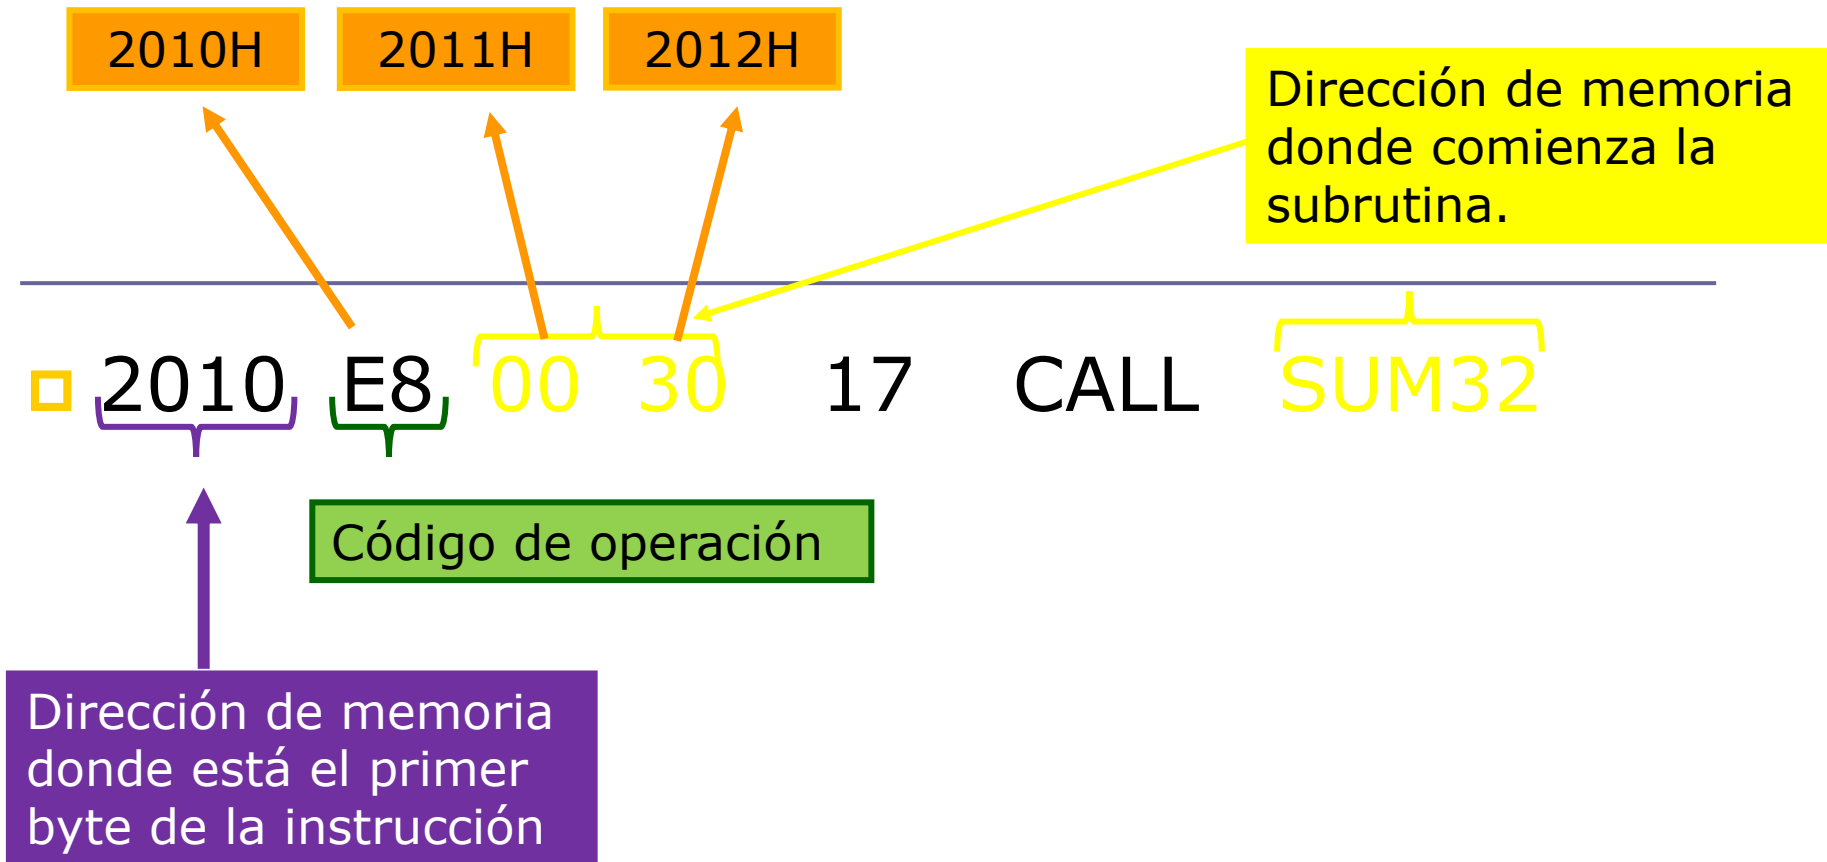 2010H 2011H 2012H
Dirección de memoria
donde comienza la
subrutina.
2010 E8 00 30 17 CALL SUM32
Código de operación
Dirección de memoria
donde está el primer
byte de la instrucción